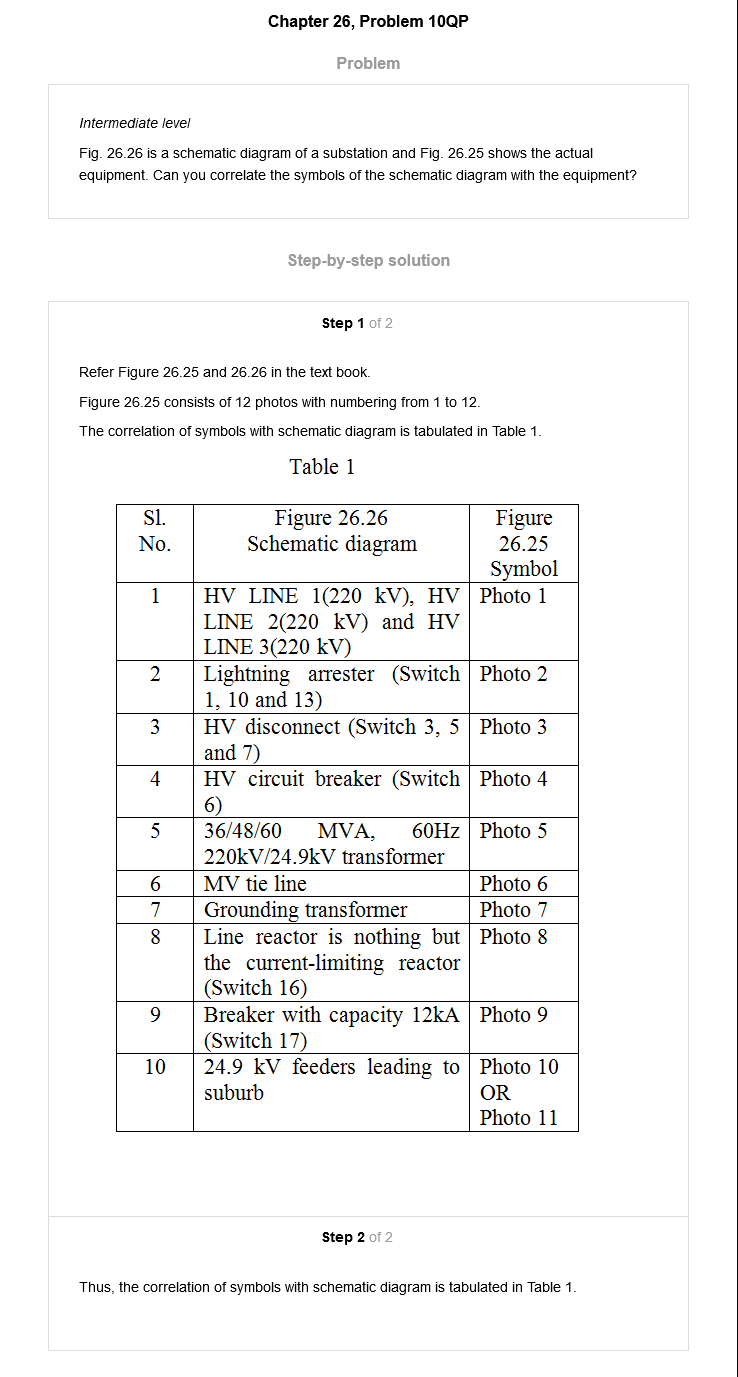 Chapter 26, Problem 10QP
Problem
Intermediate level
Fig. 26.26 is a schematic diagram of a substation and Fig. 26.25 shows the actual
equipment. Can you correlate the symbols of the schematic diagram with the equipment?
Step-by-step solution
Step 1 of 2
Refer Figure 26.25 and 26.26 in the text book.
Figure 26.25 consists of 12 photos with numbering from 1 to 12.
The correlation of symbols with schematic diagram is tabulated in Table 1.
Table 1
Sl. Figure 26.26 Figure
No. Schematic diagram 26.25
Symbol
1 HV LINE 1(220 kV), HV Photo 1
LINE 2(220 kV) and HV
LINE 3(220 kV)
2 Lightning arrester (Switch Photo 2
1, 10 and 13)
3 HV disconnect (Switch 3, 5 Photo 3
and 7)
4 HV circuit breaker (Switch Photo 4
6)
5 36/48/60 MVA, 60Hz Photo 5
220kV/24.9kV transformer
6 MV tie line Photo 6
7 Grounding transformer Photo 7
8 Line reactor is nothing but Photo 8
the current-limiting reactor
(Switch 16)
9 Breaker with capacity 12kA Photo 9
(Switch 17)
10 24.9 kV feeders leading to Photo 10
suburb OR
Photo 11
Step 2 of 2
Thus, the correlation of symbols with schematic diagram is tabulated in Table 1.